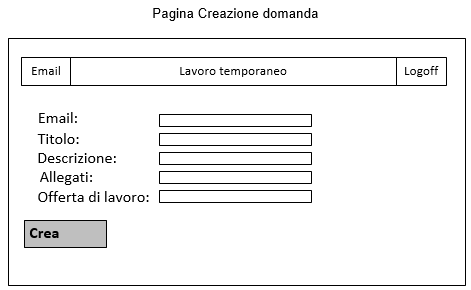 Pagina Creazione domanda
Email Lavoro temporaneo Logoff
Email:
Titolo:
Descrizione:
Allegati:
Offerta di lavoro:
Crea